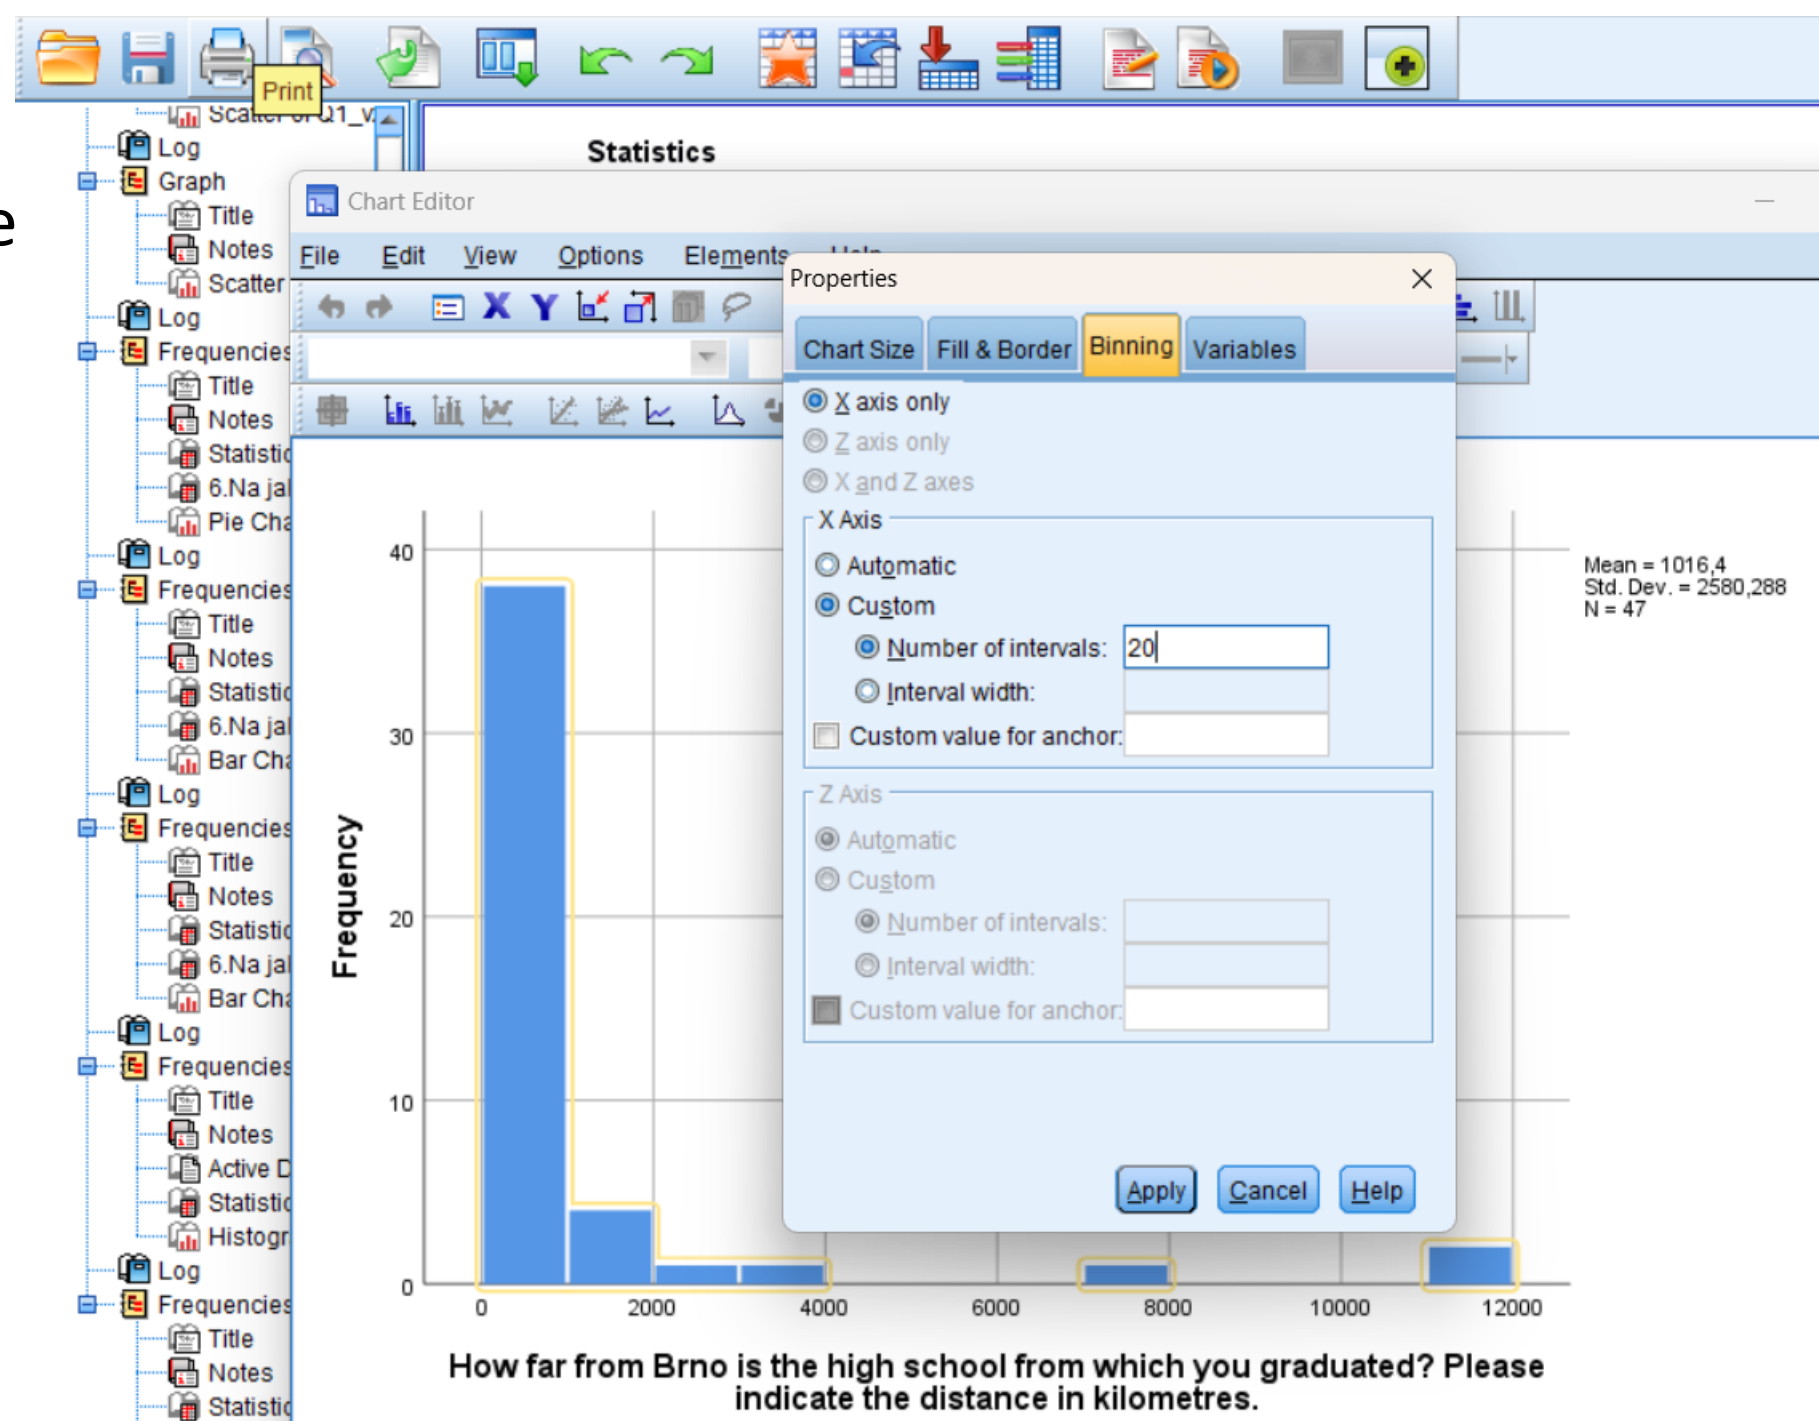 Print
Scatter of Q1_v
Log
Graph
Title
Notes
Scatter
Log
Frequencies
Title
Notes
Statistic
6.Na jal
Pie Cha
Log
Frequencies
Title
Notes
Statistic
6.Na jal
Bar Cha
Log
Frequencies
Title
Notes
Statistic
6.Na jal
Bar Cha
Log
Frequencies
Title
Notes
Active D
Statistic
Histogr
Log
Frequencies
Title
Notes
Statistic
e
Statistics
Chart Editor
File Edit View Options Elements Help
Properties
Chart Size Fill & Border Binning Variables
X axis only
Z axis only
X and Z axes
X Axis
Automatic
Custom
Number of intervals: 20
Interval width:
Custom value for anchor:
Z Axis
Automatic
Custom
Number of intervals:
Interval width:
Custom value for anchor:
Apply Cancel Help
Mean = 1016,4
Std. Dev. = 2580,288
N = 47
Frequency
40
30
20
10
0
0 2000 4000 6000 8000 10000 12000
How far from Brno is the high school from which you graduated? Please
indicate the distance in kilometres.